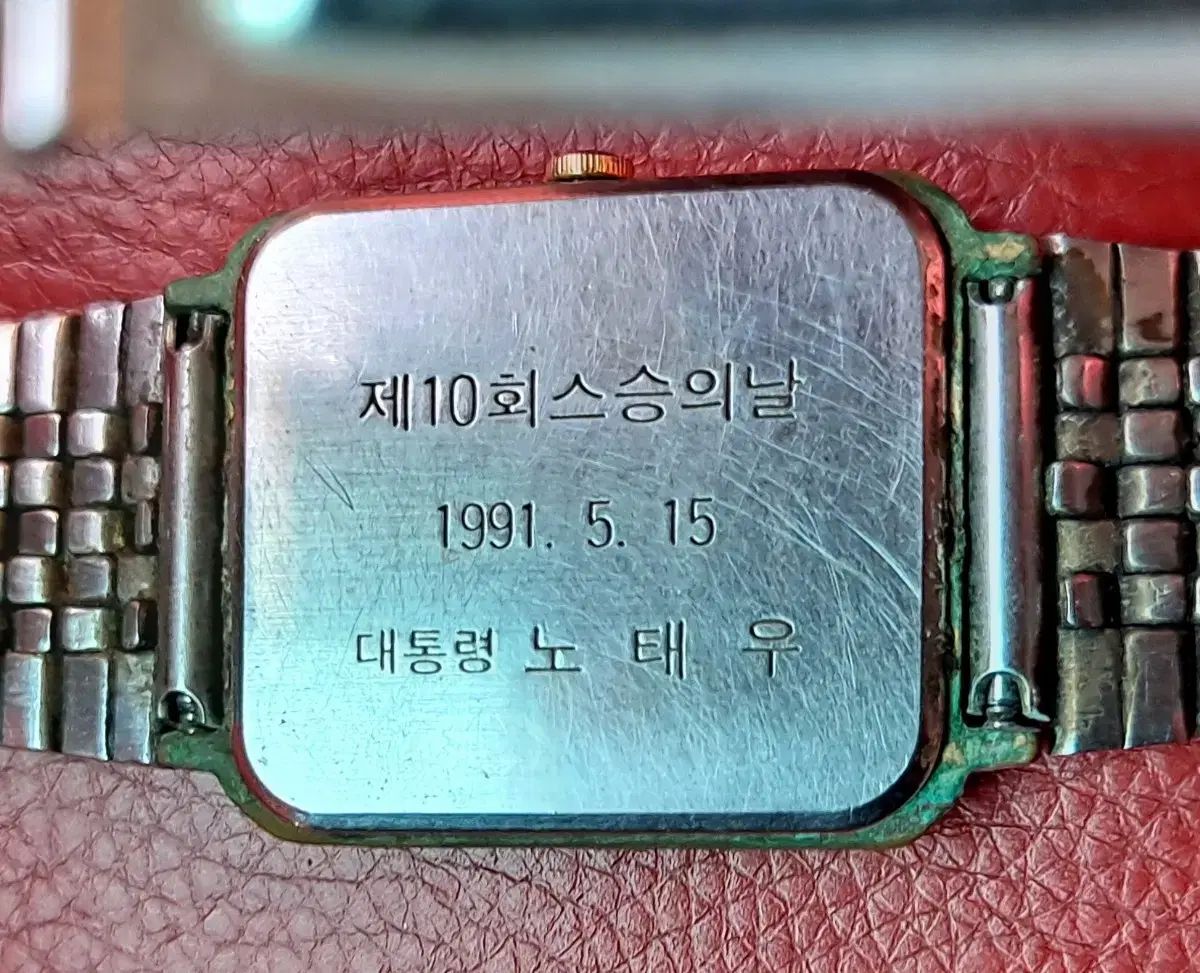 제10회스승의날
1991. 5. 15
대통령 노 태 우